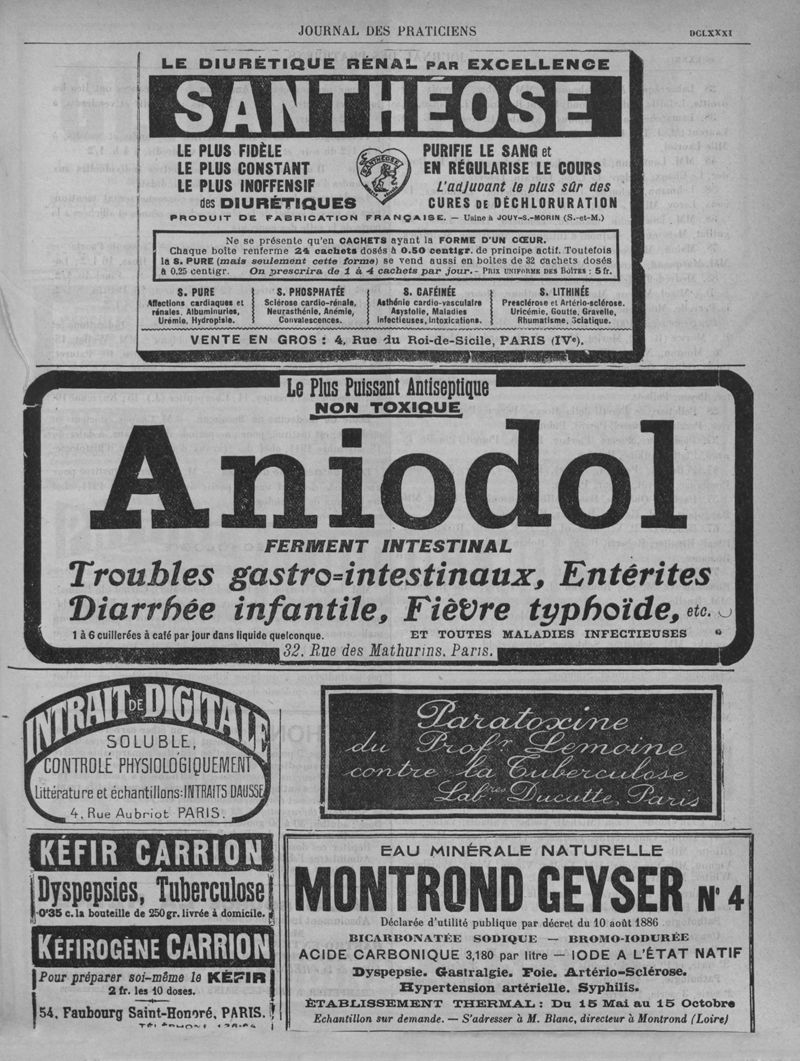 JOURNAL DES PRATICIENS
DCLXXXI
LE DIURÉTIQUE RÉNAL PAR EXCELLENCE
SANTHÉOSE
LE PLUS FIDÈLE
LE PLUS CONSTANT
LE PLUS INOFFENSIF
des DIURÉTIQUES
SANTHÉOSE
PURIFIE LE SANG et
EN RÉGULARISE LE COURS
L'adjuvant le plus sûr des
CURES DE DÉCHLORURATION
PRODUIT DE FABRICATION FRANÇAISE. — Usine à JOUY-S.-MORIN (S.-et-M.)
Ne se présente qu'en CACHETS ayant la FORME D'UN CŒUR.
Chaque boîte renferme 24 cachets dosés à 0.50 centigr. de principe actif. Toutefois
la S. PURE (mais seulement cette forme) se vend aussi en boîtes de 32 cachets dosés
à 0,25 centigr. On prescrira de 1 à 4 cachets par jour. - PRIX UNIFORME DES BOÎTES : 5 fr.
S. PURE
Affections cardiaques et
rénales, Albuminuries,
Urémie, Hydropisie.
S. PHOSPHATÉE
Sclérose cardio-rénale,
Neurasthénie, Anémie,
Convalescences.
S. CAFÉINÉE
Asthénie cardio-vasculaire
Asystolie, Maladies
infectieuses, Intoxications.
S. LITHINÉE
Presclérose et Artério-sclérose.
Uricémie, Goutte, Gravelle,
Rhumatisme, Sciatique.
VENTE EN GROS : 4, Rue du Roi-de-Sicile, PARIS (IVe).
Le Plus Puissant Antiseptique
NON TOXIQUE
Aniodol
FERMENT INTESTINAL
Troubles gastro-intestinaux, Entérites
Diarrhée infantile, Fièvre typhoïde, etc.
1 à 6 cuillerées à café par jour dans liquide quelconque.
ET TOUTES MALADIES INFECTIEUSES
32, Rue des Mathurins, Paris.
INTRAIT DE DIGITALE
SOLUBLE,
CONTRÔLÉ PHYSIOLOGIQUEMENT
Littérature et échantillons: INTRAITS DAUSSE
4, Rue Aubriot PARIS.
Paratoxine
du Profr Lemoine
contre la Tuberculose
Labres Ducatte, Paris
KÉFIR CARRION
Dyspepsies, Tuberculose
0'35 c. la bouteille de 250 gr. livrée à domicile.
KÉFIROGÈNE CARRION
Pour préparer soi-même le KÉFIR
2 fr. les 10 doses.
54, Faubourg Saint-Honoré, PARIS.
EAU MINÉRALE NATURELLE
MONTROND GEYSER N° 4
Déclarée d'utilité publique par décret du 10 août 1886
BICARBONATÉE SODIQUE — BROMO-IODURÉE
ACIDE CARBONIQUE 3,180 par litre — IODE A L'ÉTAT NATIF
Dyspepsie. Gastralgie. Foie. Artério-Sclérose.
Hypertension artérielle. Syphilis.
ÉTABLISSEMENT THERMAL : Du 15 Mai au 15 Octobre
Echantillon sur demande. — S'adresser à M. Blanc, directeur à Montrond (Loire)